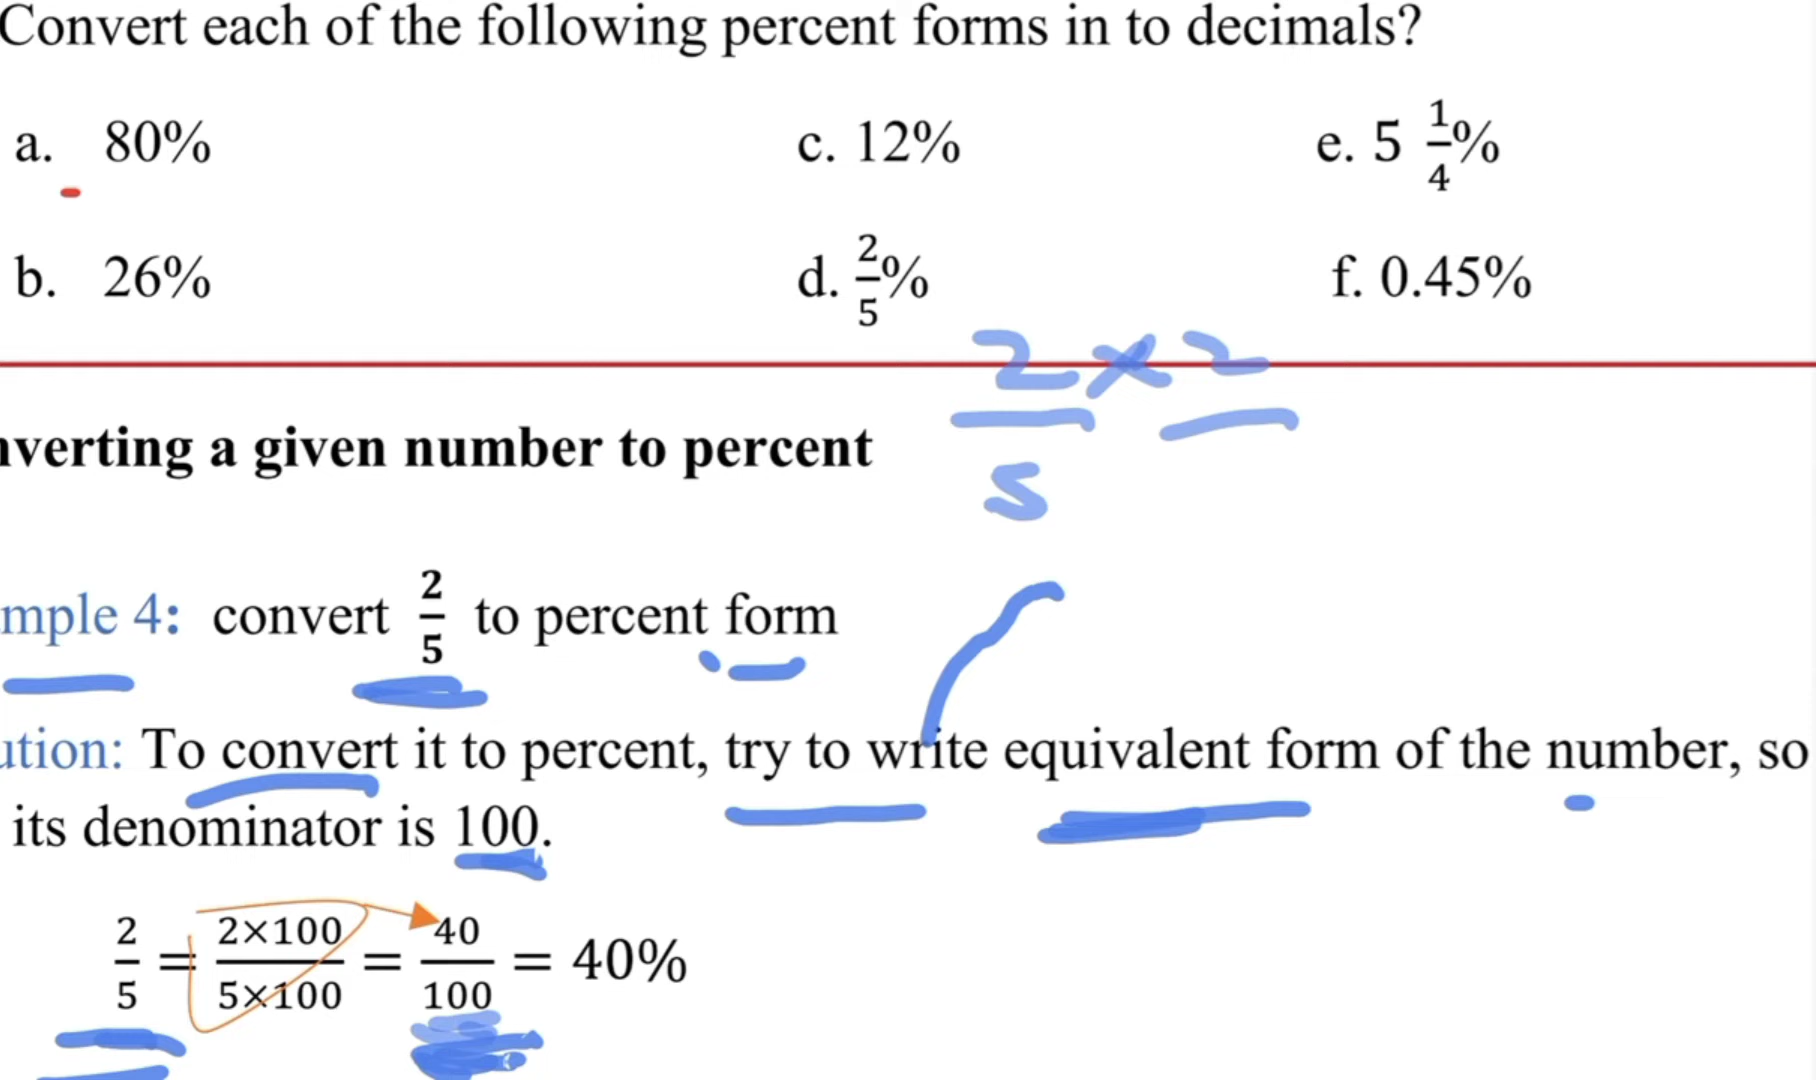 Convert each of the following percent forms in to decimals?
a. 80% c. 12% e. 5 1/4%
b. 26% d. 2/5% f. 0.45%
2/5 × 2
nverting a given number to percent
mple 4: convert 2/5 to percent form
ution: To convert it to percent, try to write equivalent form of the number, so
its denominator is 100.
2/5 = 2×100/5×100 = 40/100 = 40%